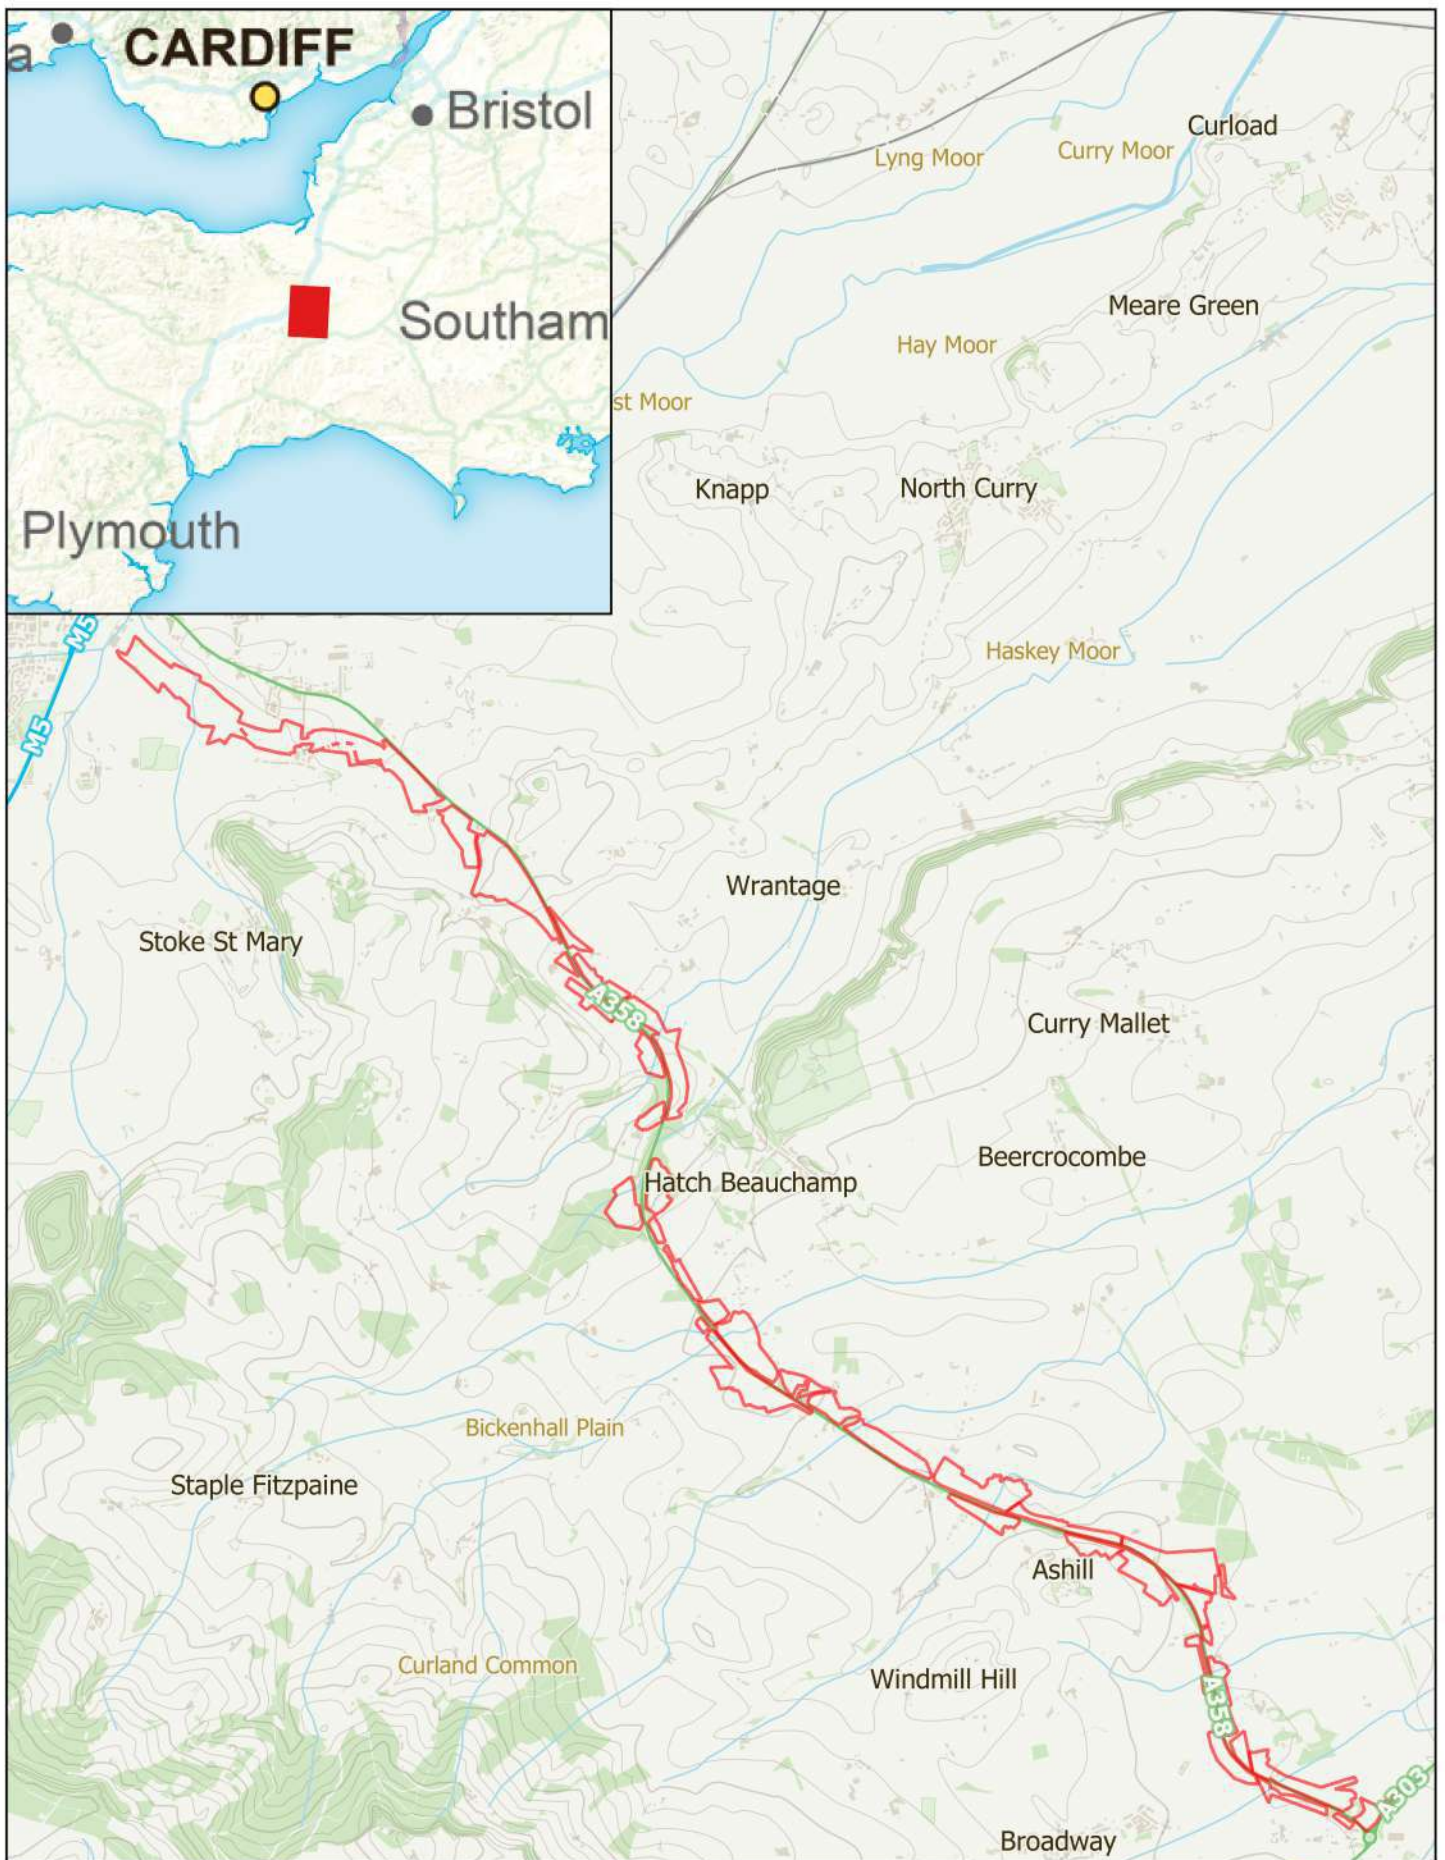 a
CARDIFF
Bristol
Southam
Plymouth
Curload
Lyng Moor
Curry Moor
Meare Green
Hay Moor
st Moor
Knapp
North Curry
Haskey Moor
M5
M5
Wrantage
Stoke St Mary
A358
Curry Mallet
Beercrocombe
Hatch Beauchamp
Bickenhall Plain
Staple Fitzpaine
Ashill
Curland Common
Windmill Hill
A358
A303
Broadway